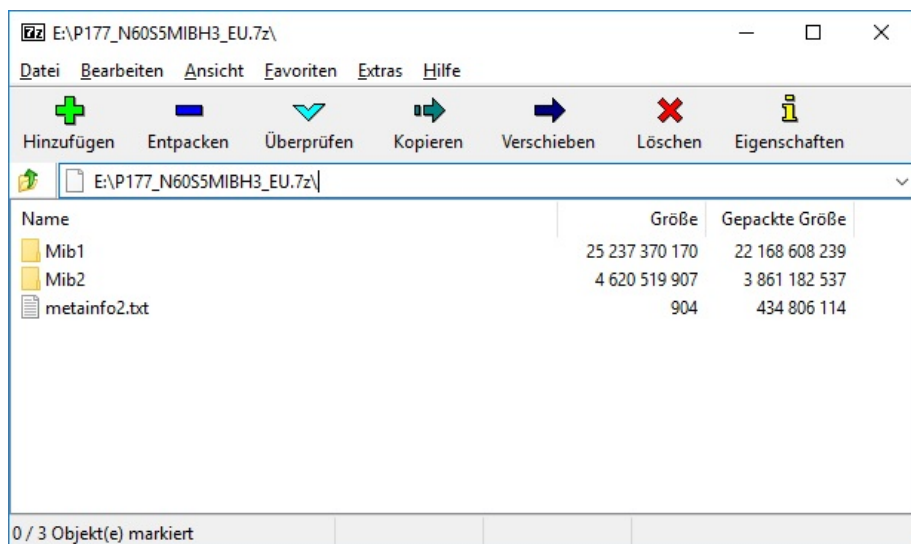 7z E:\P177_N60S5MIBH3_EU.7z\
Datei Bearbeiten Ansicht Favoriten Extras Hilfe
Hinzufügen Entpacken Überprüfen Kopieren Verschieben Löschen Eigenschaften
E:\P177_N60S5MIBH3_EU.7z\
Name Größe Gepackte Größe
Mib1 25 237 370 170 22 168 608 239
Mib2 4 620 519 907 3 861 182 537
metainfo2.txt 904 434 806 114
0 / 3 Objekt(e) markiert